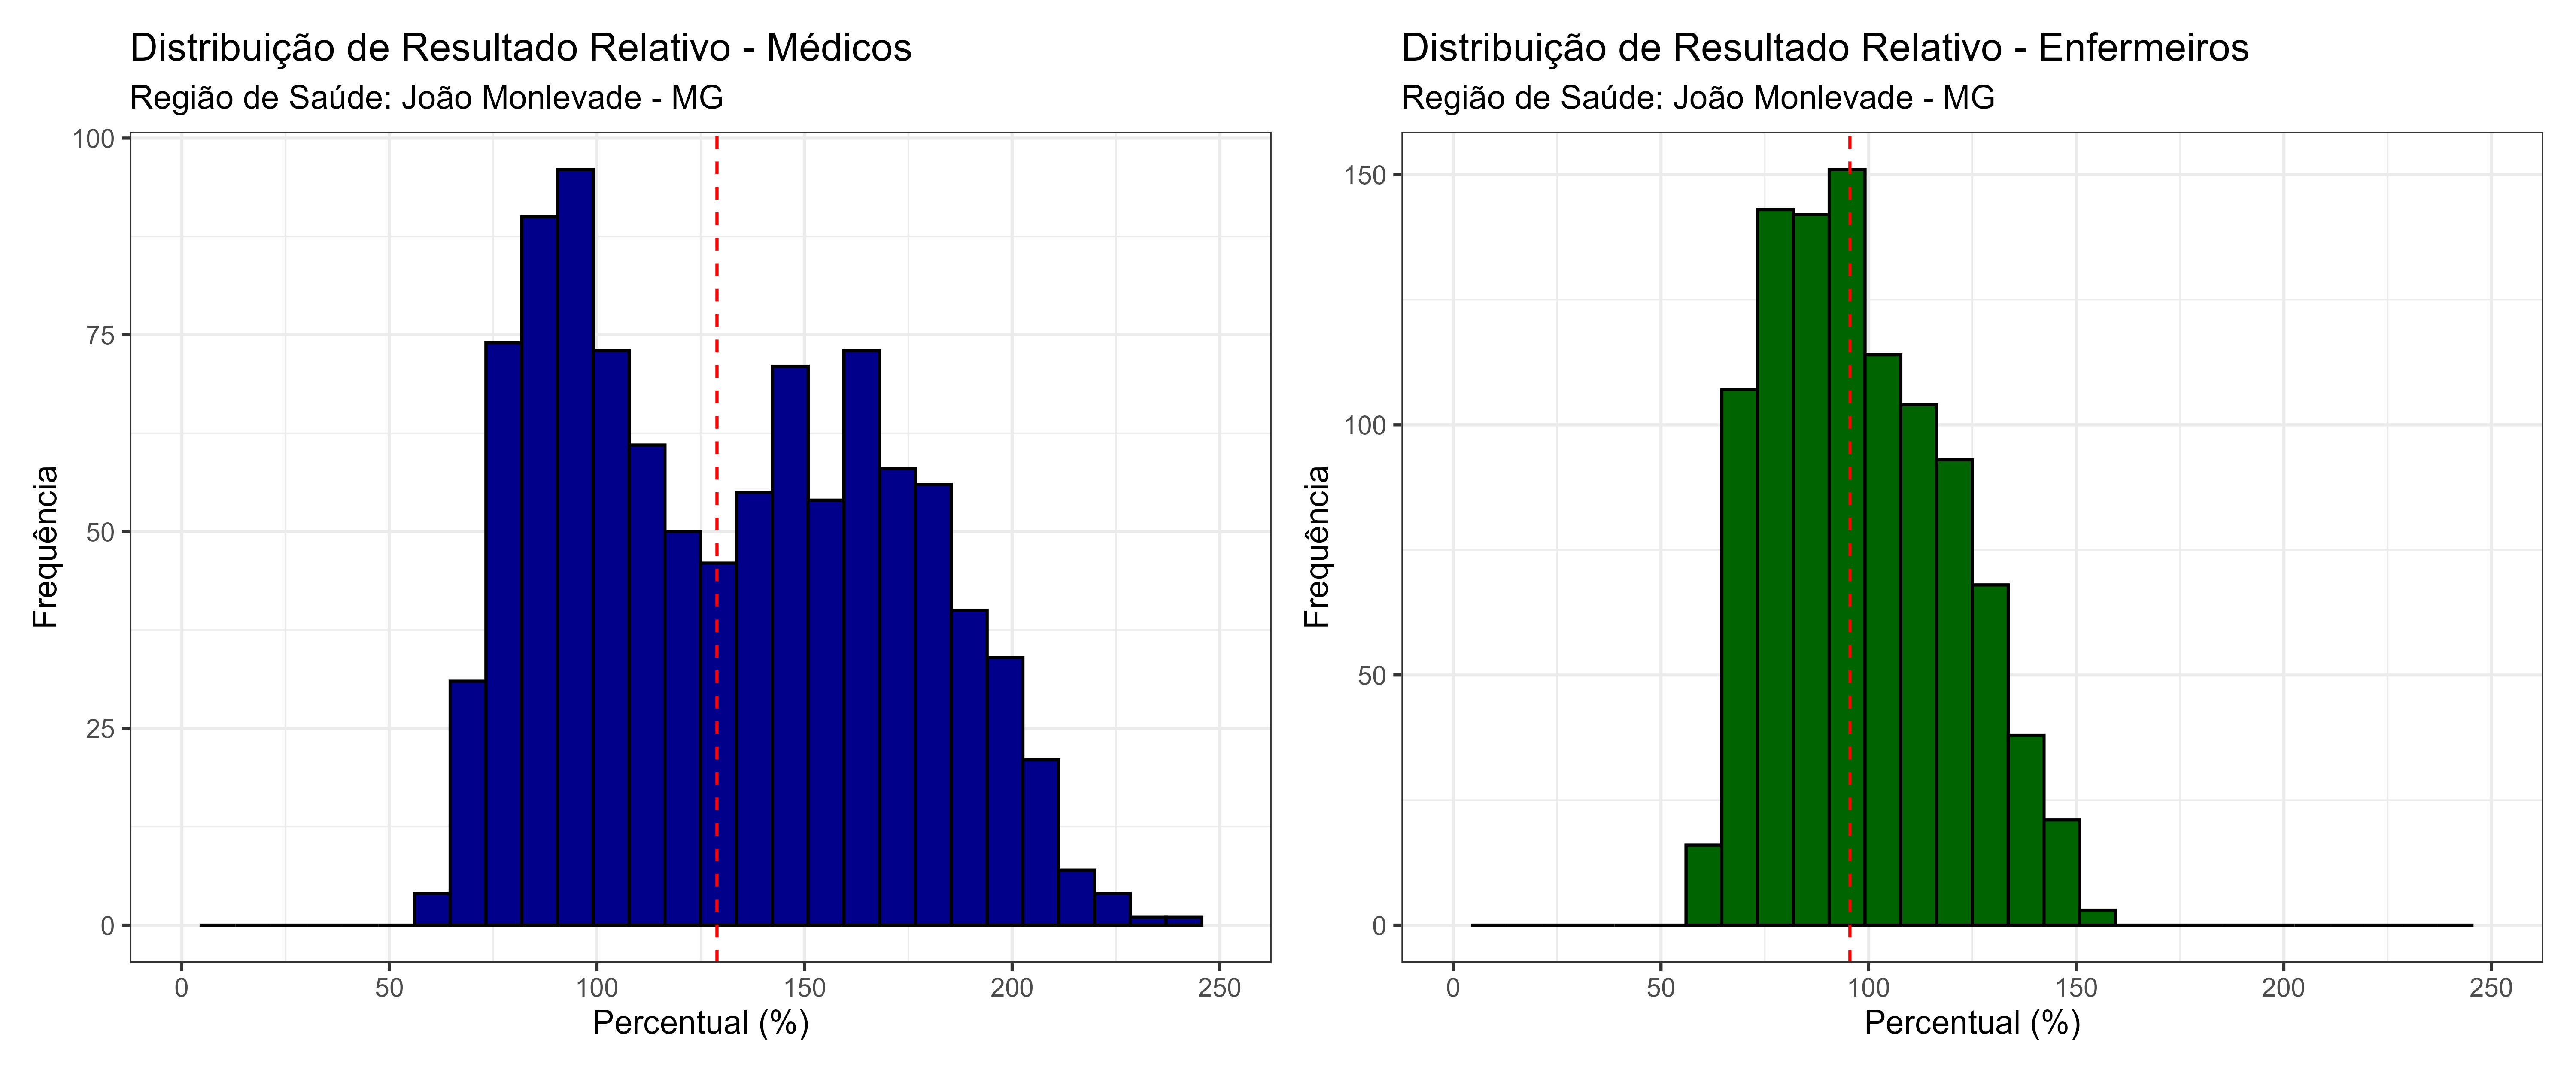 Distribuição de Resultado Relativo - Médicos
Região de Saúde: João Monlevade - MG
100
75
50
25
0
Frequência
0 50 100 150 200 250
Percentual (%)
Distribuição de Resultado Relativo - Enfermeiros
Região de Saúde: João Monlevade - MG
150
100
50
0
Frequência
0 50 100 150 200 250
Percentual (%)